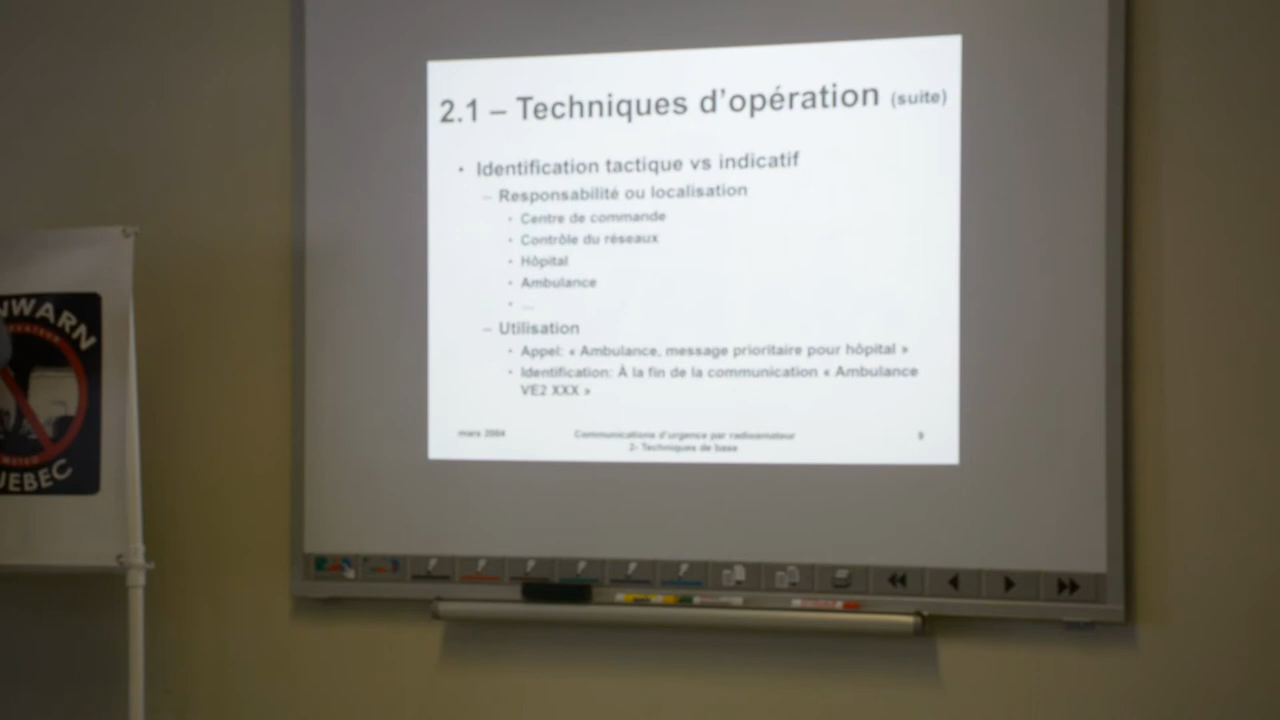 2.1 – Techniques d'opération (suite)
• Identification tactique vs indicatif
– Responsabilité ou localisation
• Centre de commande
• Contrôle du réseaux
• Hôpital
• Ambulance
• ...
– Utilisation
• Appel: « Ambulance, message prioritaire pour hôpital »
• Identification: À la fin de la communication « Ambulance
VE2 XXX »
mars 2004
Communications d'urgence par radioamateur
2- Techniques de base
9
NWARN
METEO
UEBEC